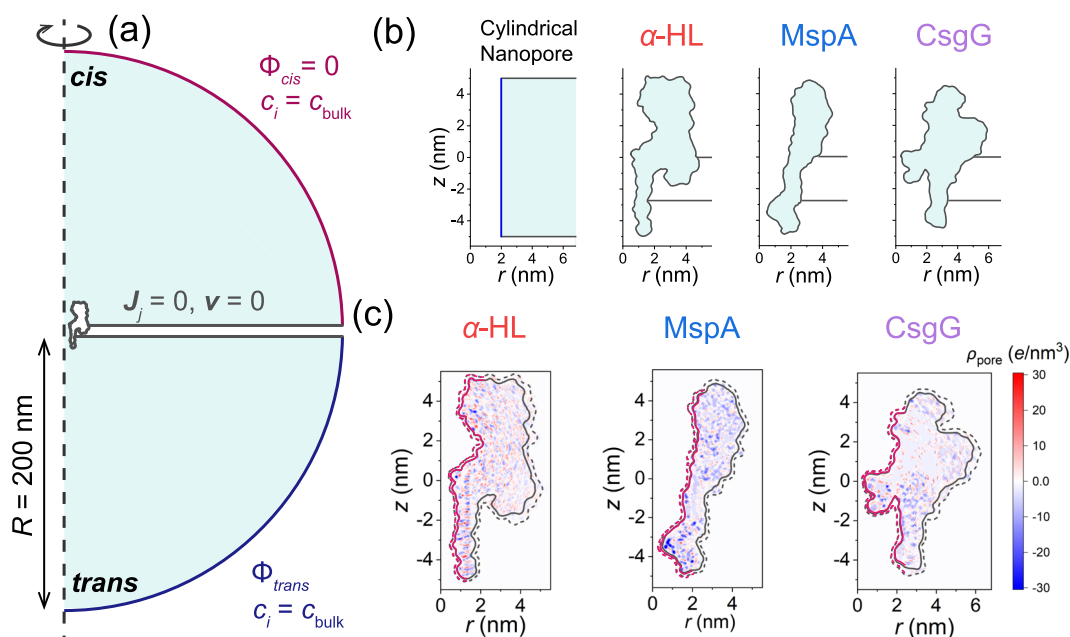 (a)
cis
Φcis = 0
ci = cbulk
Jj = 0, v = 0
R = 200 nm
trans
Φtrans
ci = cbulk
(b)
Cylindrical
Nanopore
α-HL
MspA
CsgG
z (nm)
4
2
0
-2
-4
0 2 4 6
0 2 4
0 2 4
0 2 4 6
r (nm)
r (nm)
r (nm)
r (nm)
(c)
α-HL
MspA
CsgG
ρpore (e/nm³)
z (nm)
4
2
0
-2
-4
0 2 4
r (nm)
z (nm)
4
2
0
-2
-4
0 2 4
r (nm)
z (nm)
4
2
0
-2
-4
0 2 4 6
r (nm)
30
20
10
0
-10
-20
-30